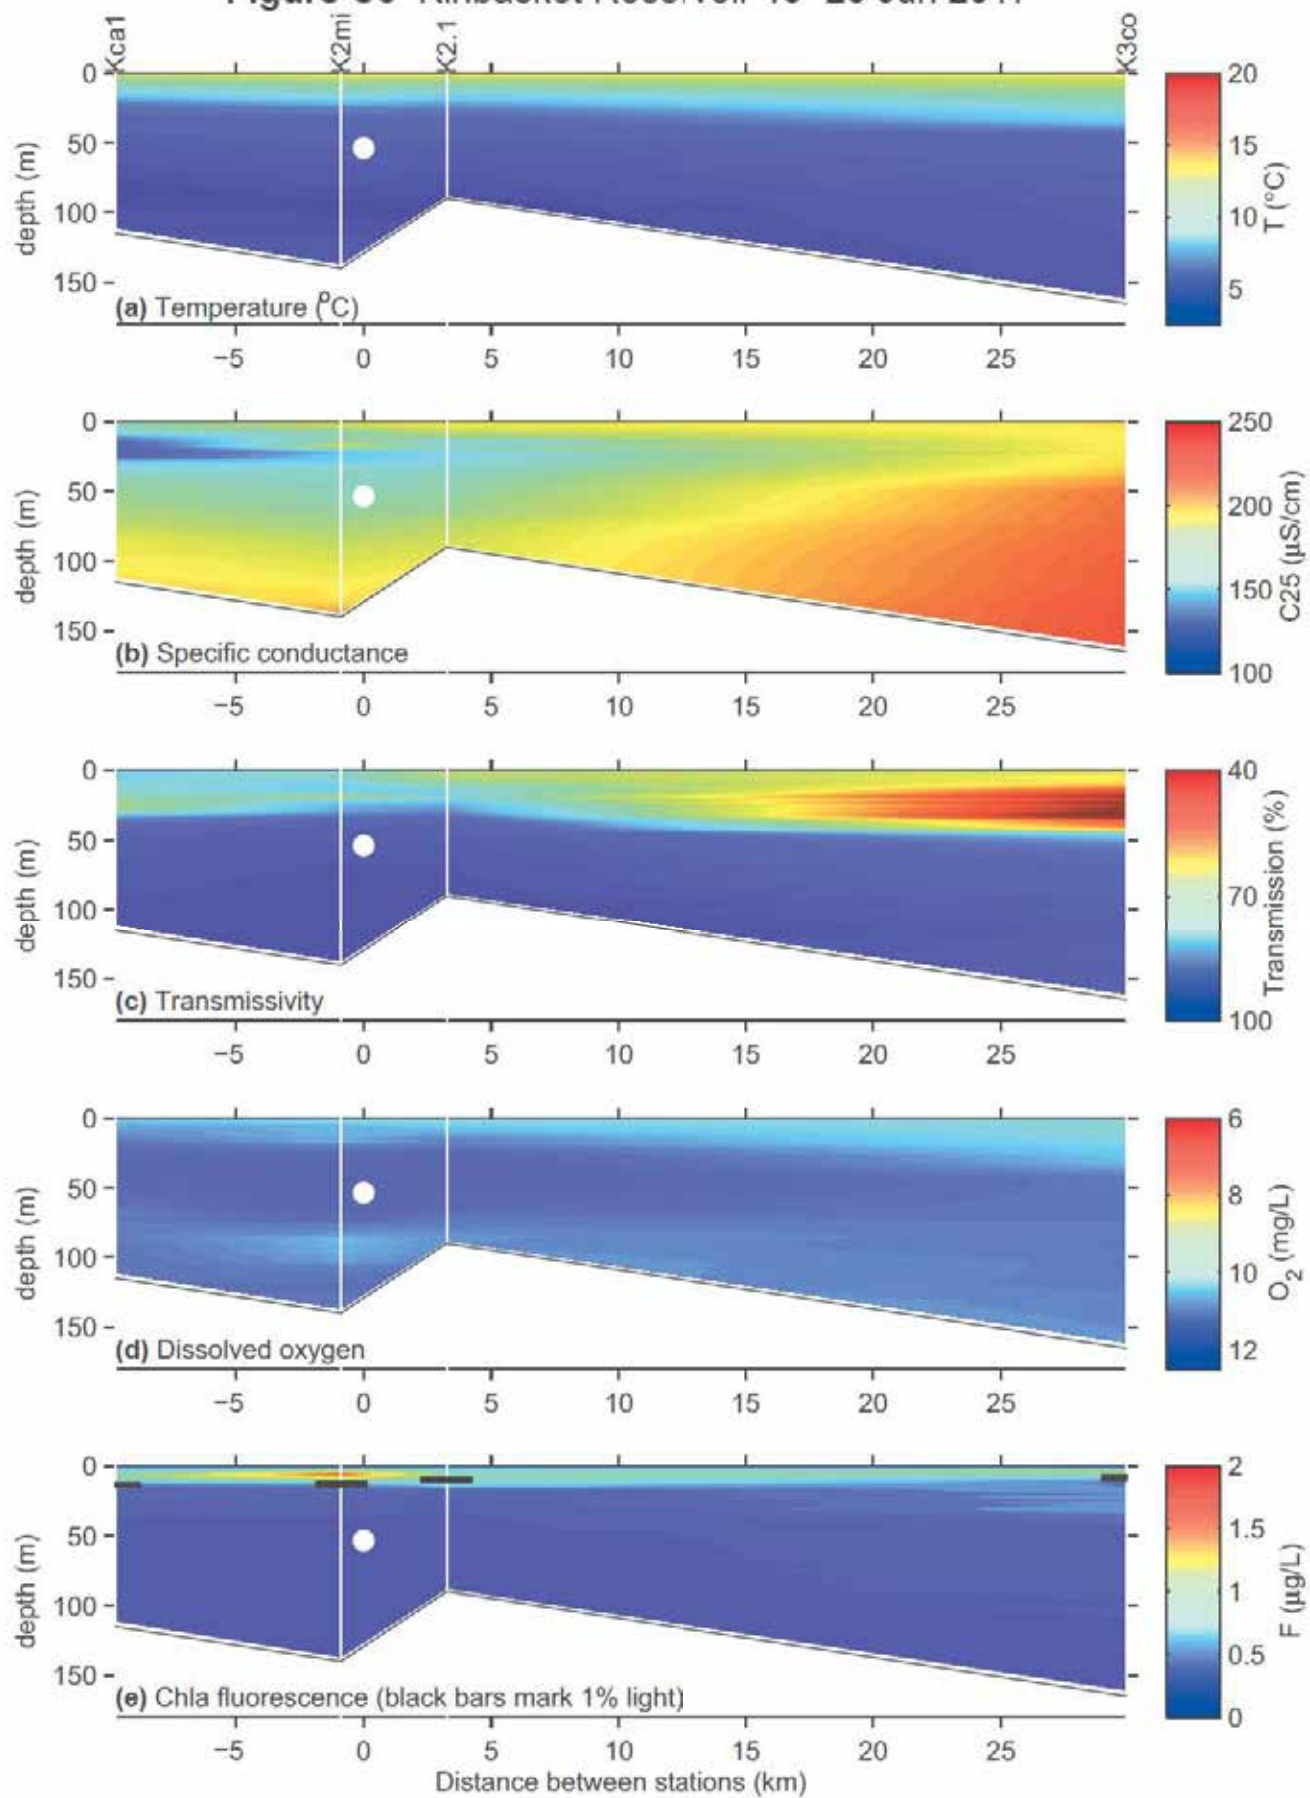 Kinbasket Reservoir
Kca1 K2mi K2.1 K3co
0
50
100
150
depth (m)
(a) Temperature (°C)
−5 0 5 10 15 20 25
20
15
10
5
T (°C)
0
50
100
150
depth (m)
(b) Specific conductance
−5 0 5 10 15 20 25
250
200
150
100
C25 (µS/cm)
0
50
100
150
depth (m)
(c) Transmissivity
−5 0 5 10 15 20 25
40
70
100
Transmission (%)
0
50
100
150
depth (m)
(d) Dissolved oxygen
−5 0 5 10 15 20 25
6
8
10
12
O2 (mg/L)
0
50
100
150
depth (m)
(e) Chla fluorescence (black bars mark 1% light)
−5 0 5 10 15 20 25
Distance between stations (km)
2
1.5
1
0.5
0
F (µg/L)